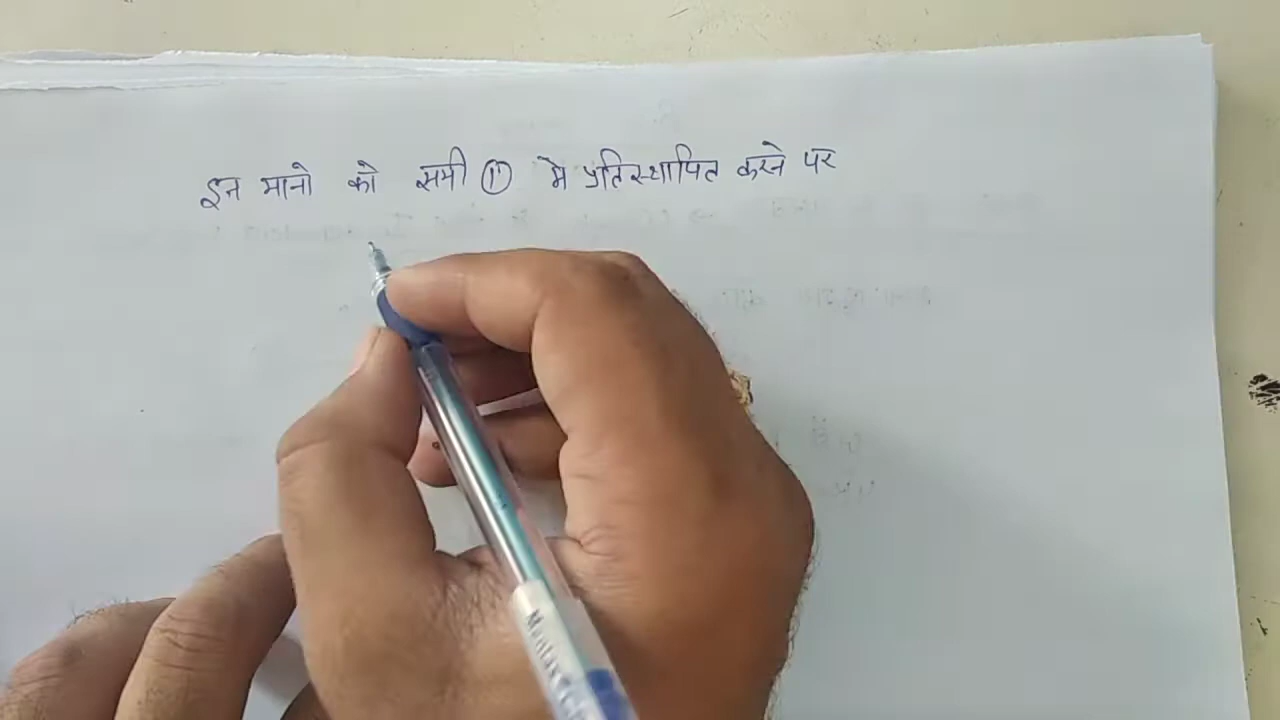 इन मानो को समी ① मे प्रतिस्थापित करने पर